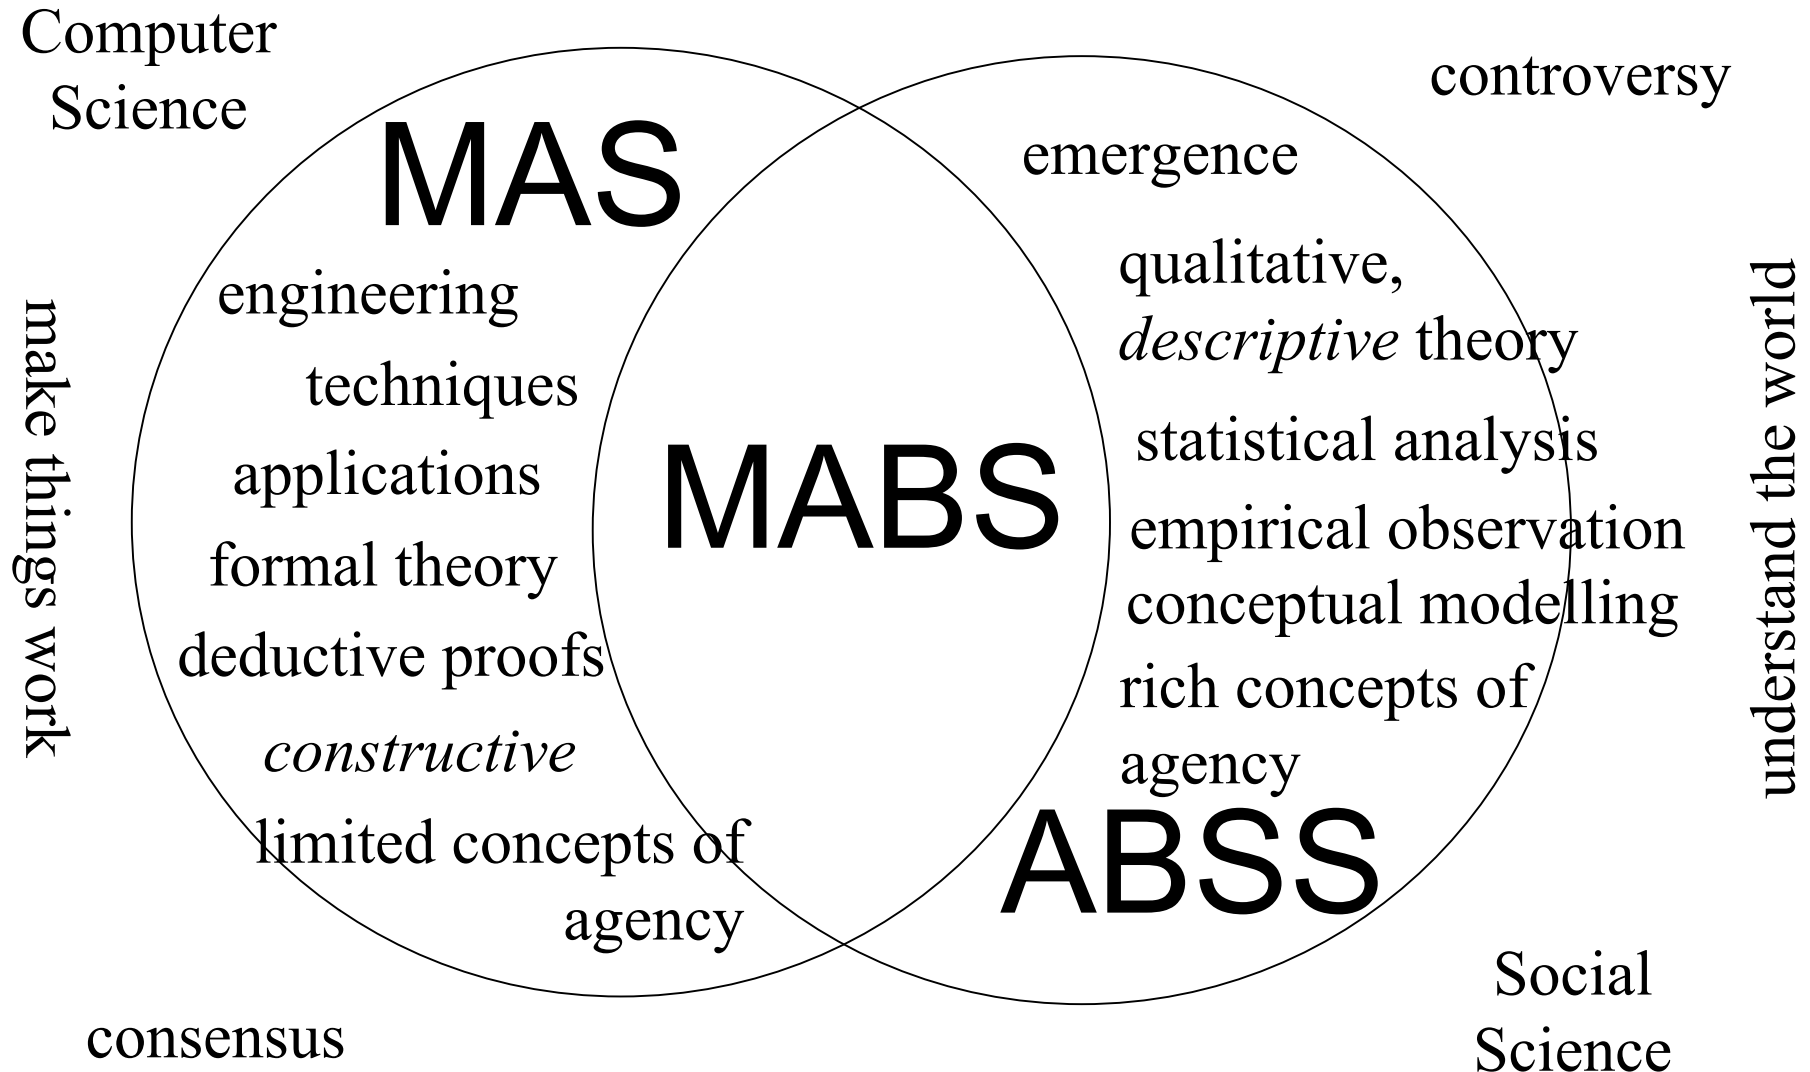 Computer
Science
MAS
engineering
techniques
applications
formal theory
deductive proofs
constructive
limited concepts of
agency
make things work
consensus
MABS
controversy
emergence
qualitative,
descriptive theory
statistical analysis
empirical observation
conceptual modelling
rich concepts of
agency
ABSS
understand the world
Social
Science